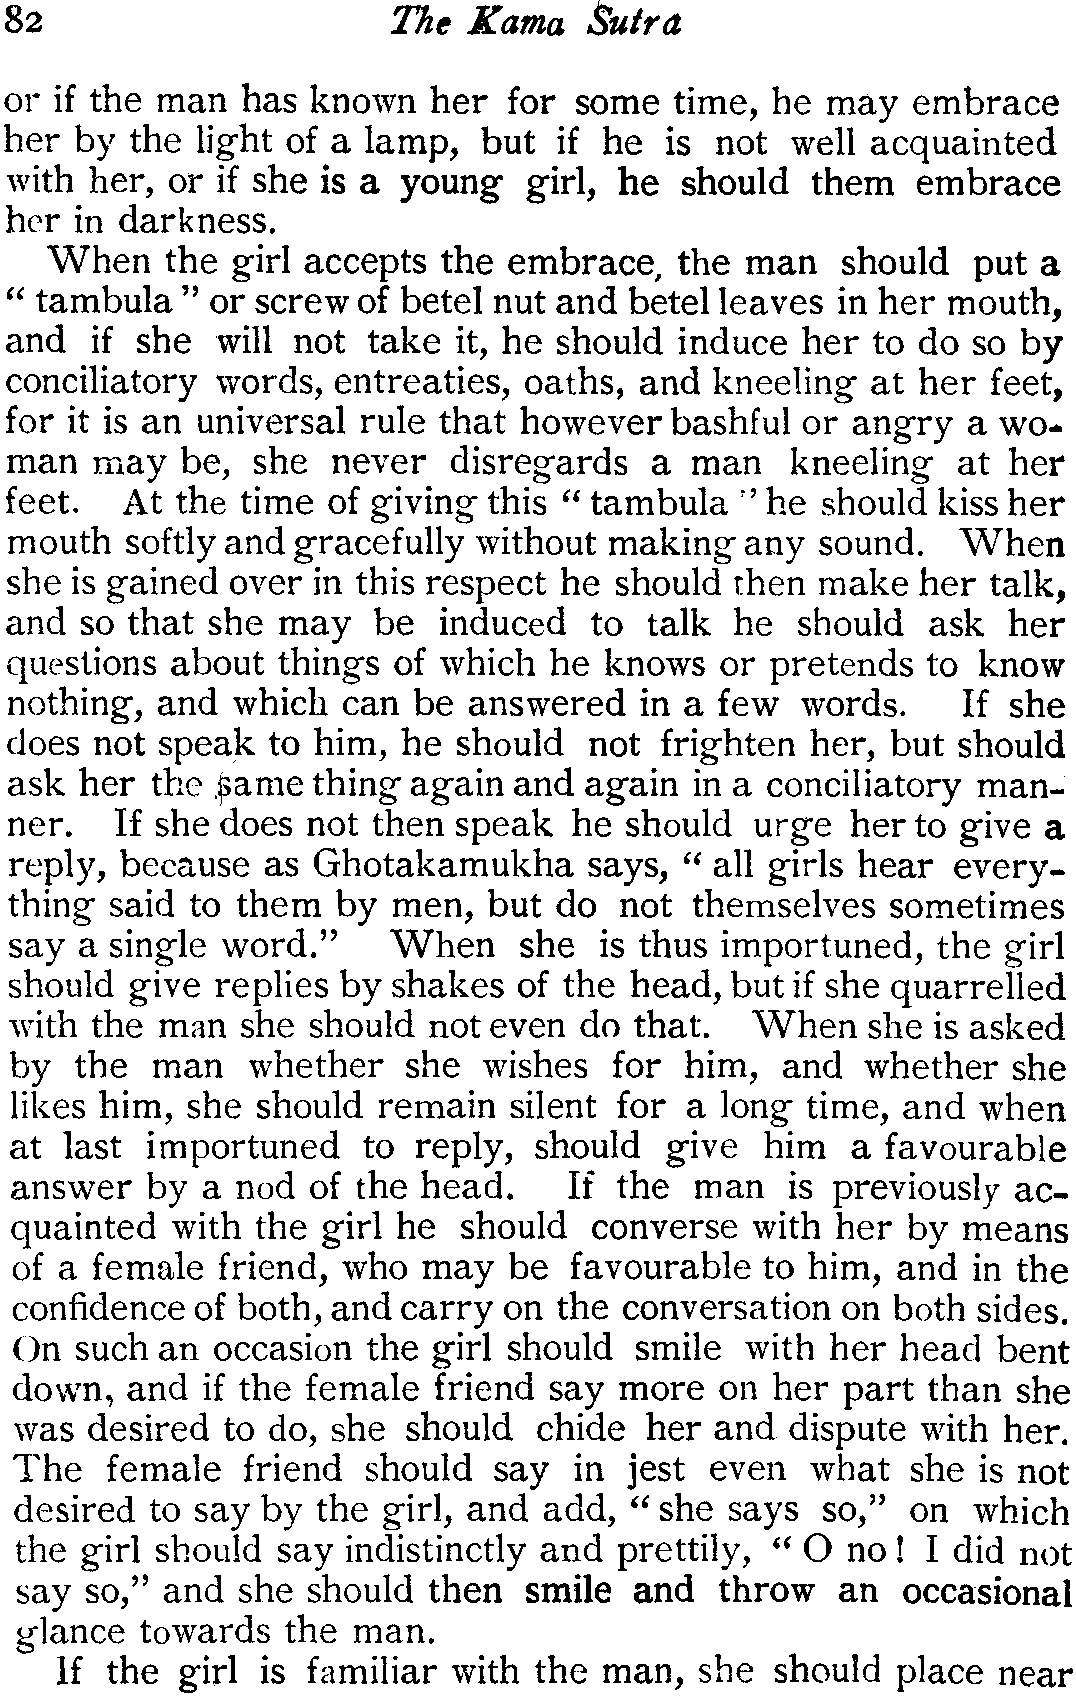 82 The Kama Sutra
or if the man has known her for some time, he may embrace
her by the light of a lamp, but if he is not well acquainted
with her, or if she is a young girl, he should them embrace
her in darkness.
When the girl accepts the embrace, the man should put a
“ tambula ” or screw of betel nut and betel leaves in her mouth,
and if she will not take it, he should induce her to do so by
conciliatory words, entreaties, oaths, and kneeling at her feet,
for it is an universal rule that however bashful or angry a wo-
man may be, she never disregards a man kneeling at her
feet. At the time of giving this “ tambula ” he should kiss her
mouth softly and gracefully without making any sound. When
she is gained over in this respect he should then make her talk,
and so that she may be induced to talk he should ask her
questions about things of which he knows or pretends to know
nothing, and which can be answered in a few words. If she
does not speak to him, he should not frighten her, but should
ask her the same thing again and again in a conciliatory man-
ner. If she does not then speak he should urge her to give a
reply, because as Ghotakamukha says, “ all girls hear every-
thing said to them by men, but do not themselves sometimes
say a single word.” When she is thus importuned, the girl
should give replies by shakes of the head, but if she quarrelled
with the man she should not even do that. When she is asked
by the man whether she wishes for him, and whether she
likes him, she should remain silent for a long time, and when
at last importuned to reply, should give him a favourable
answer by a nod of the head. If the man is previously ac-
quainted with the girl he should converse with her by means
of a female friend, who may be favourable to him, and in the
confidence of both, and carry on the conversation on both sides.
On such an occasion the girl should smile with her head bent
down, and if the female friend say more on her part than she
was desired to do, she should chide her and dispute with her.
The female friend should say in jest even what she is not
desired to say by the girl, and add, “ she says so,” on which
the girl should say indistinctly and prettily, “ O no ! I did not
say so,” and she should then smile and throw an occasional
glance towards the man.
If the girl is familiar with the man, she should place near